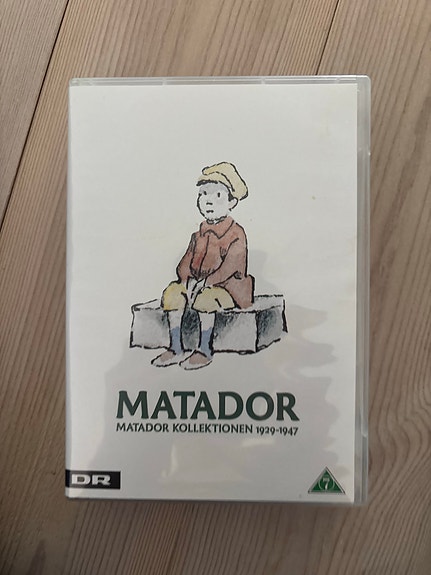 MATADOR
MATADOR KOLLEKTIONEN 1929-1947
DR
7